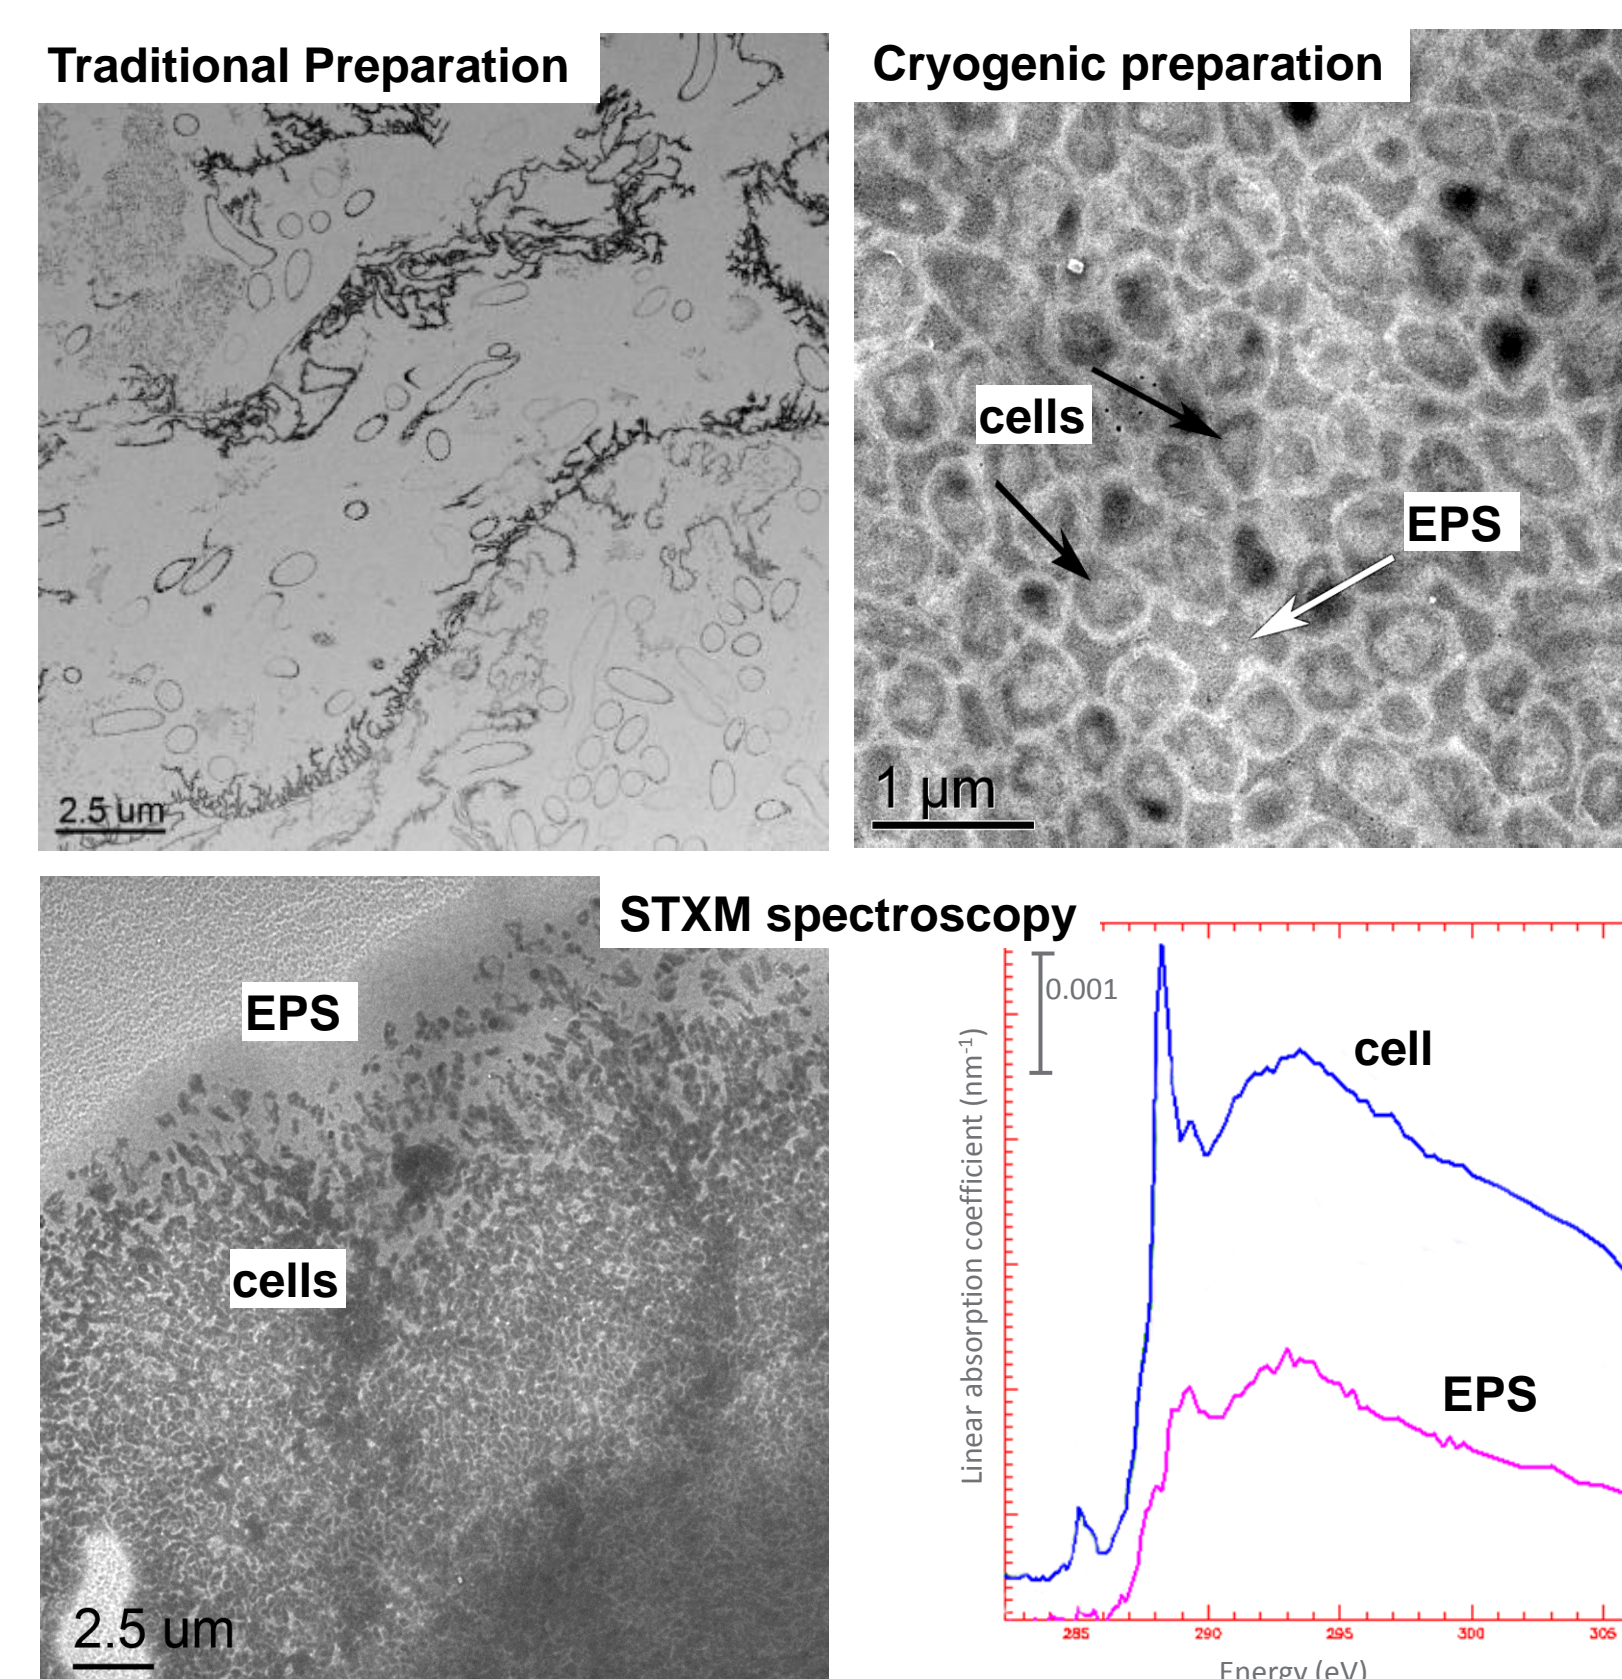 Traditional Preparation
Cryogenic preparation
cells
EPS
2.5 um
1 µm
STXM spectroscopy
EPS
cells
2.5 um
0.001
cell
EPS
Linear absorption coefficient (nm⁻¹)
285 290 295 300 305
Energy (eV)